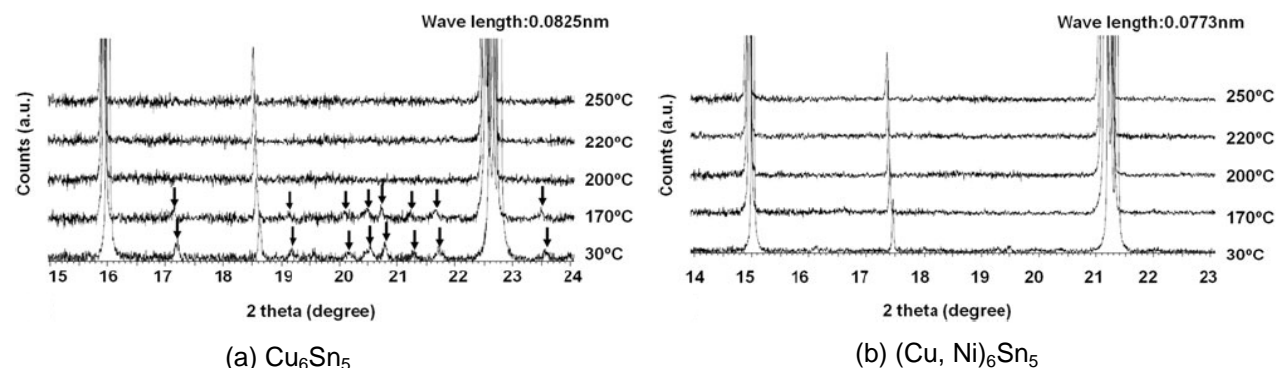 Wave length:0.0825nm
Counts (a.u.)
250ºC
220ºC
200ºC
170ºC
30ºC
15 16 17 18 19 20 21 22 23 24
2 theta (degree)
(a) Cu₆Sn₅
Wave length:0.0773nm
Counts (a.u.)
250ºC
220ºC
200ºC
170ºC
30ºC
14 15 16 17 18 19 20 21 22 23
2 theta (degree)
(b) (Cu, Ni)₆Sn₅